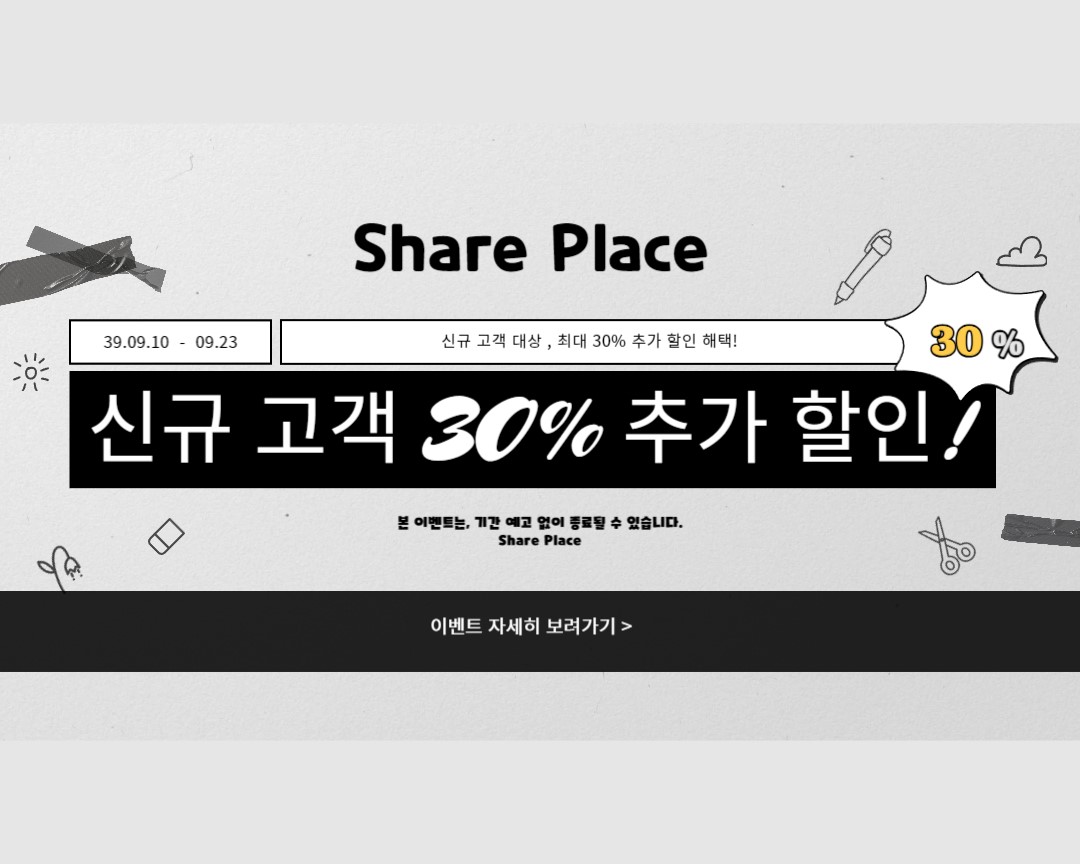 Share Place
39.09.10 - 09.23
신규 고객 대상 , 최대 30% 추가 할인 해택!
30 %
신규 고객 30% 추가 할인!
본 이벤트는, 기간 예고 없이 종료될 수 있습니다.
Share Place
이벤트 자세히 보려가기 >